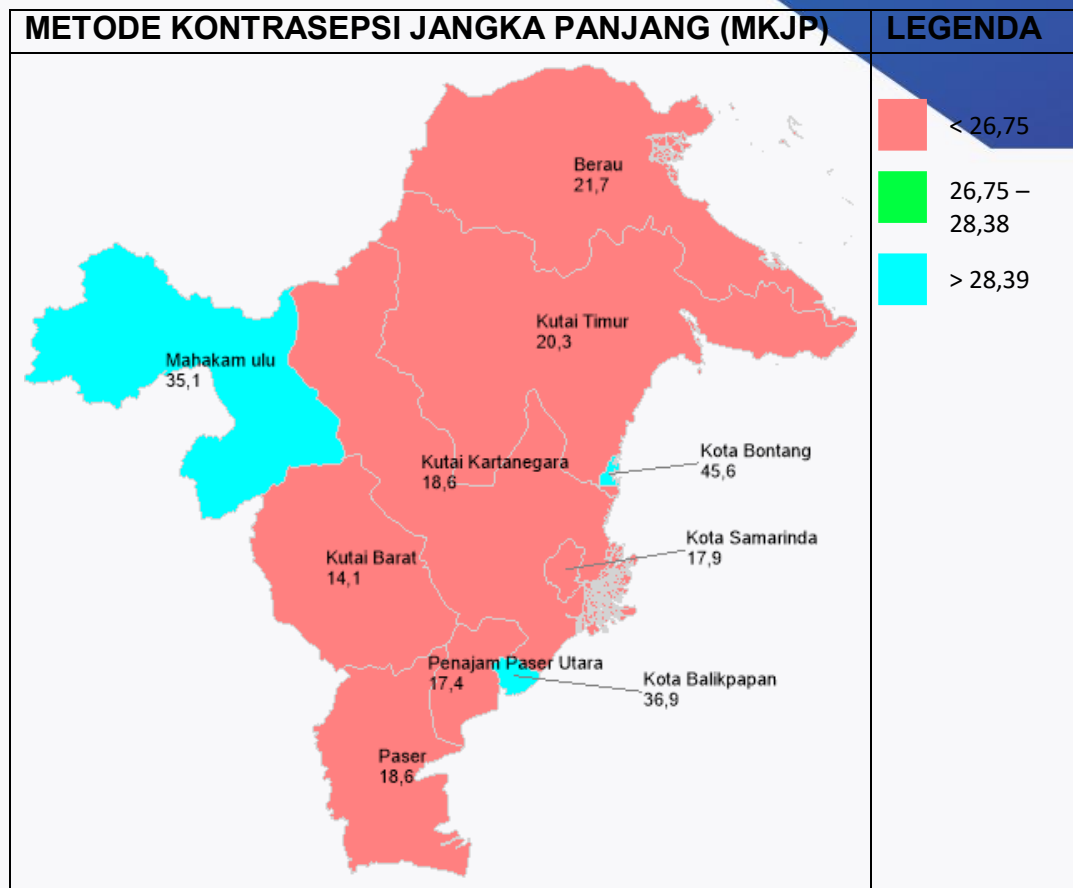 METODE KONTRASEPSI JANGKA PANJANG (MKJP)
LEGENDA
< 26,75
26,75 –
28,38
> 28,39
Berau
21,7
Kutai Timur
20,3
Mahakam ulu
35,1
Kutai Kartanegara
18,6
Kota Bontang
45,6
Kota Samarinda
17,9
Kutai Barat
14,1
Penajam Paser Utara
17,4
Kota Balikpapan
36,9
Paser
18,6